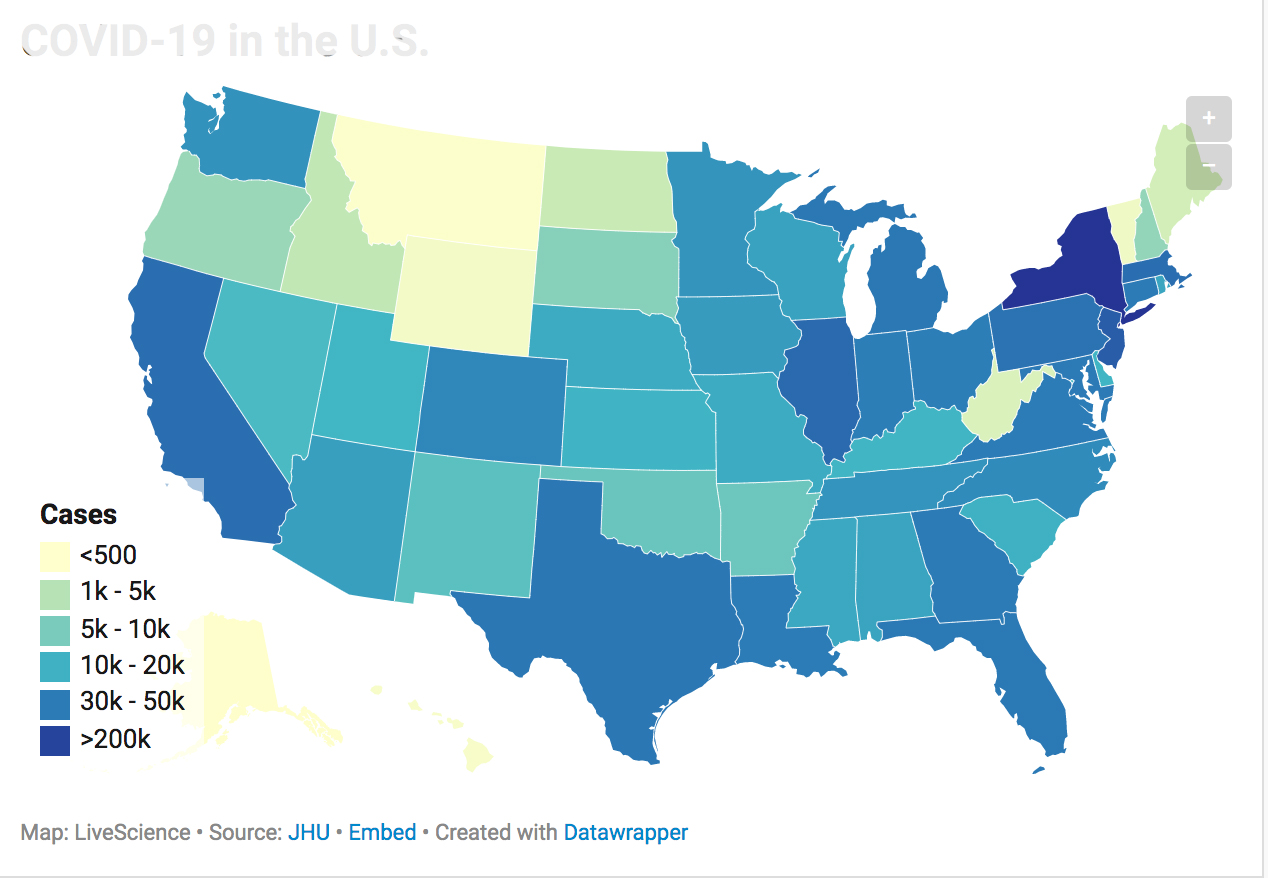 COVID-19 in the U.S.
+
−
Cases
<500
1k - 5k
5k - 10k
10k - 20k
30k - 50k
>200k
Map: LiveScience • Source: JHU • Embed • Created with Datawrapper